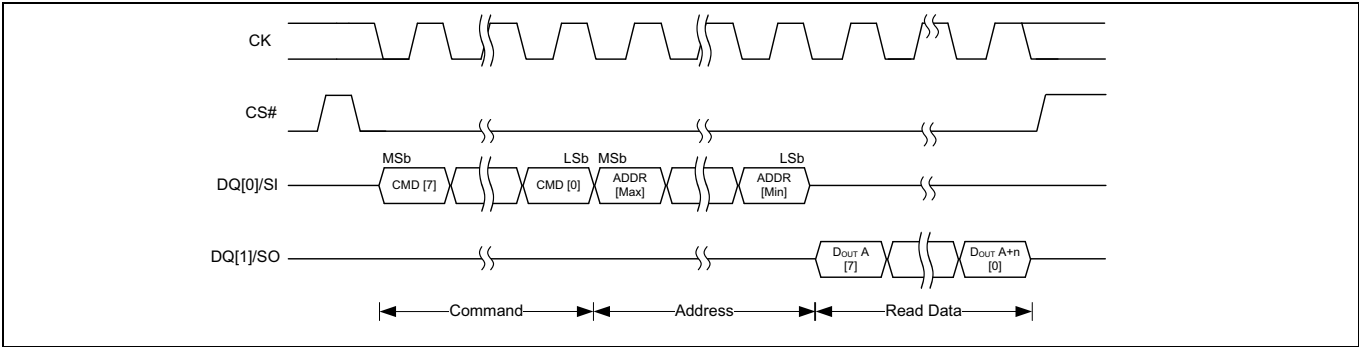 CK
CS#
MSb LSb MSb LSb
DQ[0]/SI CMD [7] CMD [0] ADDR [Max] ADDR [Min]
DQ[1]/SO DOUT A [7] DOUT A+n [0]
Command Address Read Data